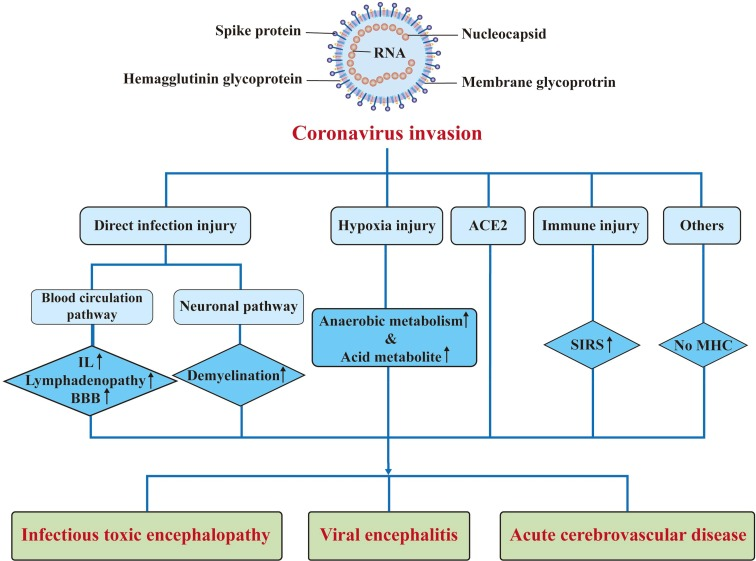 Spike protein
Nucleocapsid
RNA
Hemagglutinin glycoprotein
Membrane glycoprotrin
Coronavirus invasion
Direct infection injury
Hypoxia injury
ACE2
Immune injury
Others
Blood circulation
pathway
Neuronal pathway
Anaerobic metabolism↑
&
Acid metabolite↑
IL↑
Lymphadenopathy↑
BBB↑
Demyelination↑
SIRS↑
No MHC
Infectious toxic encephalopathy
Viral encephalitis
Acute cerebrovascular disease